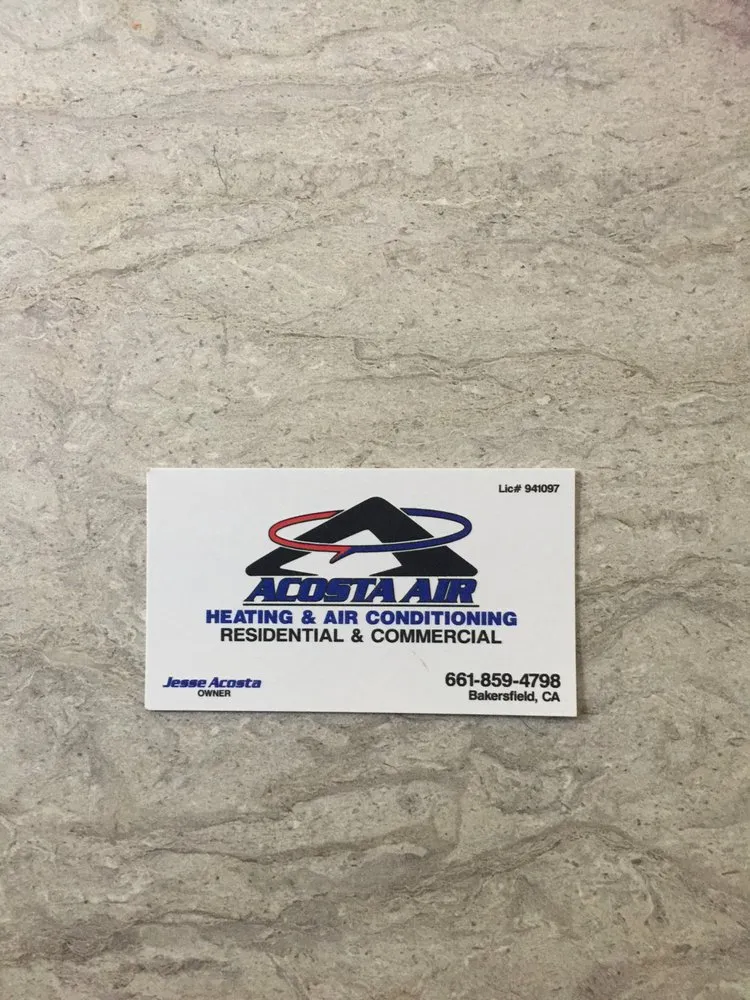 Lic# 941097
ACOSTA AIR
HEATING & AIR CONDITIONING
RESIDENTIAL & COMMERCIAL
Jesse Acosta
OWNER
661-859-4798
Bakersfield, CA